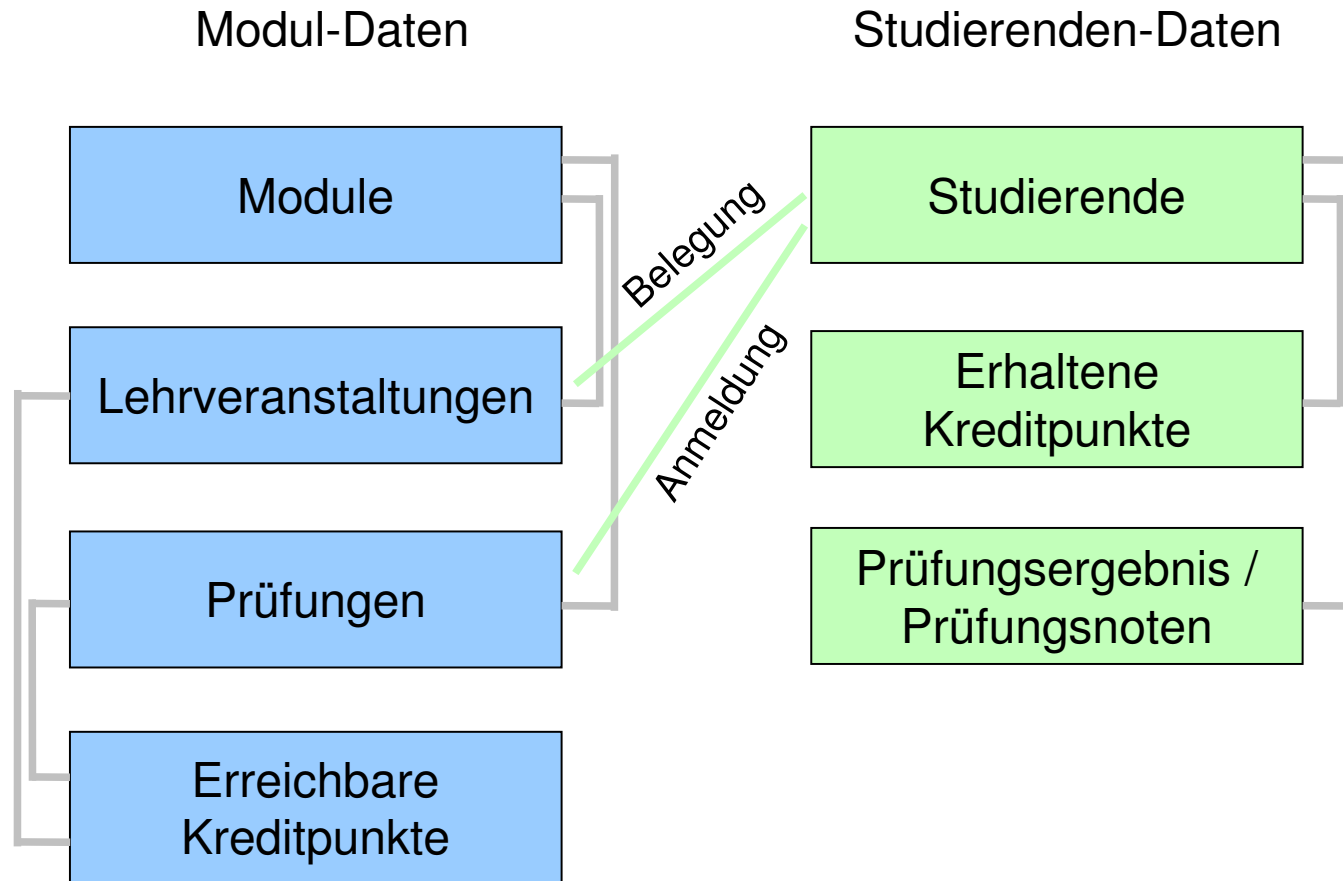 Modul-Daten
Studierenden-Daten
Module
Studierende
Belegung
Lehrveranstaltungen
Erhaltene
Kreditpunkte
Anmeldung
Prüfungen
Prüfungsergebnis /
Prüfungsnoten
Erreichbare
Kreditpunkte